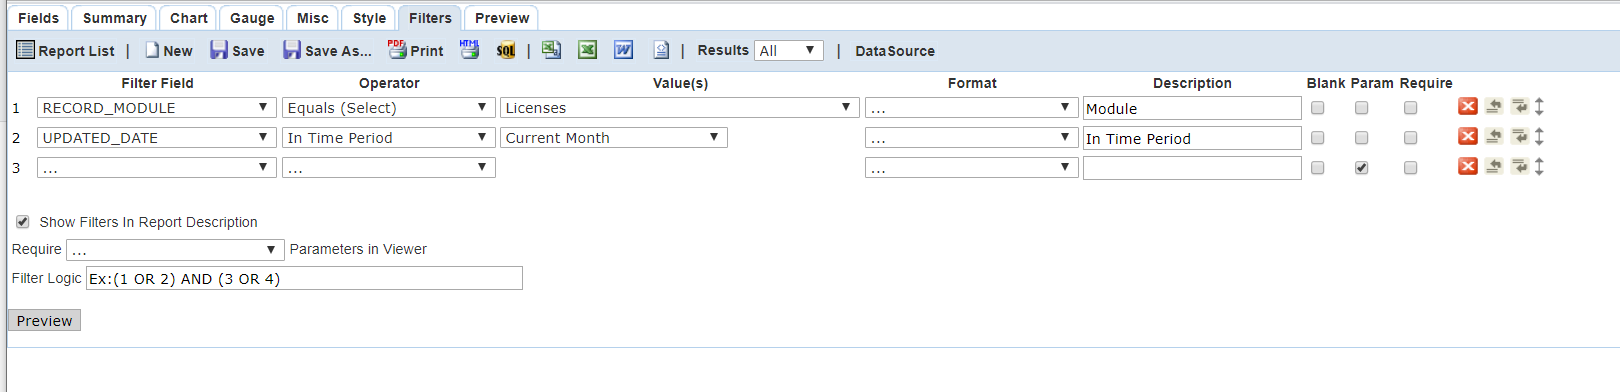 Fields Summary Chart Gauge Misc Style Filters Preview
Report List | New Save Save As... PDF Print HTML SQL | | Results All | DataSource
Filter Field Operator Value(s) Format Description Blank Param Require
1 RECORD_MODULE Equals (Select) Licenses ... Module
2 UPDATED_DATE In Time Period Current Month ... In Time Period
3 ... ... ...
Show Filters In Report Description
Require ... Parameters in Viewer
Filter Logic Ex:(1 OR 2) AND (3 OR 4)
Preview